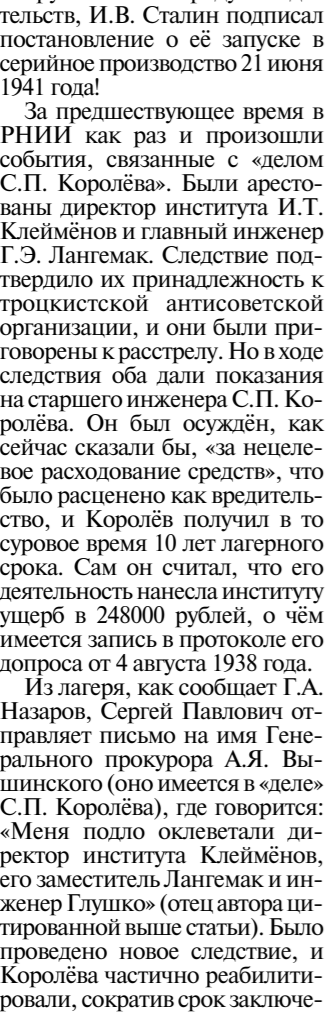 тельств, И.В. Сталин подписал
постановление о её запуске в
серийное производство 21 июня
1941 года!
За предшествующее время в
РНИИ как раз и произошли
события, связанные с «делом
С.П. Королёва». Были аресто-
ваны директор института И.Т.
Клеймёнов и главный инженер
Г.Э. Лангемак. Следствие под-
твердило их принадлежность к
троцкистской антисоветской
организации, и они были при-
говорены к расстрелу. Но в ходе
следствия оба дали показания
на старшего инженера С.П. Ко-
ролёва. Он был осуждён, как
сейчас сказали бы, «за нецеле-
вое расходование средств», что
было расценено как вредитель-
ство, и Королёв получил в то
суровое время 10 лет лагерного
срока. Сам он считал, что его
деятельность нанесла институту
ущерб в 248000 рублей, о чём
имеется запись в протоколе его
допроса от 4 августа 1938 года.
Из лагеря, как сообщает Г.А.
Назаров, Сергей Павлович от-
правляет письмо на имя Гене-
рального прокурора А.Я. Вы-
шинского (оно имеется в «деле»
С.П. Королёва), где говорится:
«Меня подло оклеветали ди-
ректор института Клеймёнов,
его заместитель Лангемак и ин-
женер Глушко» (отец автора ци-
тированной выше статьи). Было
проведено новое следствие, и
Королёва частично реабилити-
ровали, сократив срок заключе-